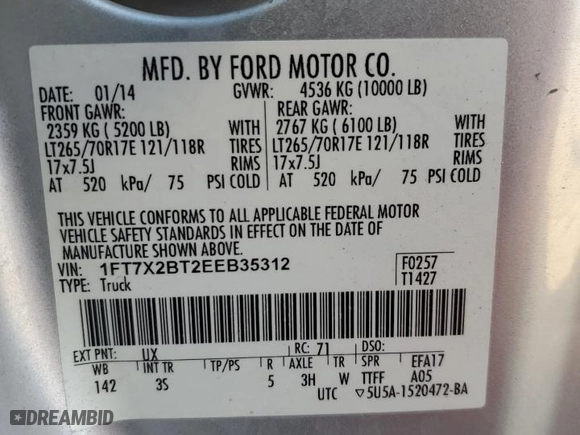 MFD. BY FORD MOTOR CO.
DATE: 01/14 GVWR: 4536 KG (10000 LB)
FRONT GAWR: REAR GAWR:
2359 KG ( 5200 LB) WITH 2767 KG ( 6100 LB) WITH
LT265/70R17E 121/118R TIRES LT265/70R17E 121/118R TIRES
17x7.5J RIMS 17x7.5J RIMS
AT 520 kPa/ 75 PSI COLD AT 520 kPa/ 75 PSI COLD
THIS VEHICLE CONFORMS TO ALL APPLICABLE FEDERAL MOTOR
VEHICLE SAFETY STANDARDS IN EFFECT ON THE DATE OF
MANUFACTURE SHOWN ABOVE.
VIN: 1FT7X2BT2EEB35312 F0257
TYPE: Truck T1427
EXT PNT: UX RC: 71 DSO:
WB INT TR TP/PS R AXLE TR SPR EFA17
142 3S 5 3H W TTFF A05
UTC ▽5U5A-1520472-BA
DREAMBID